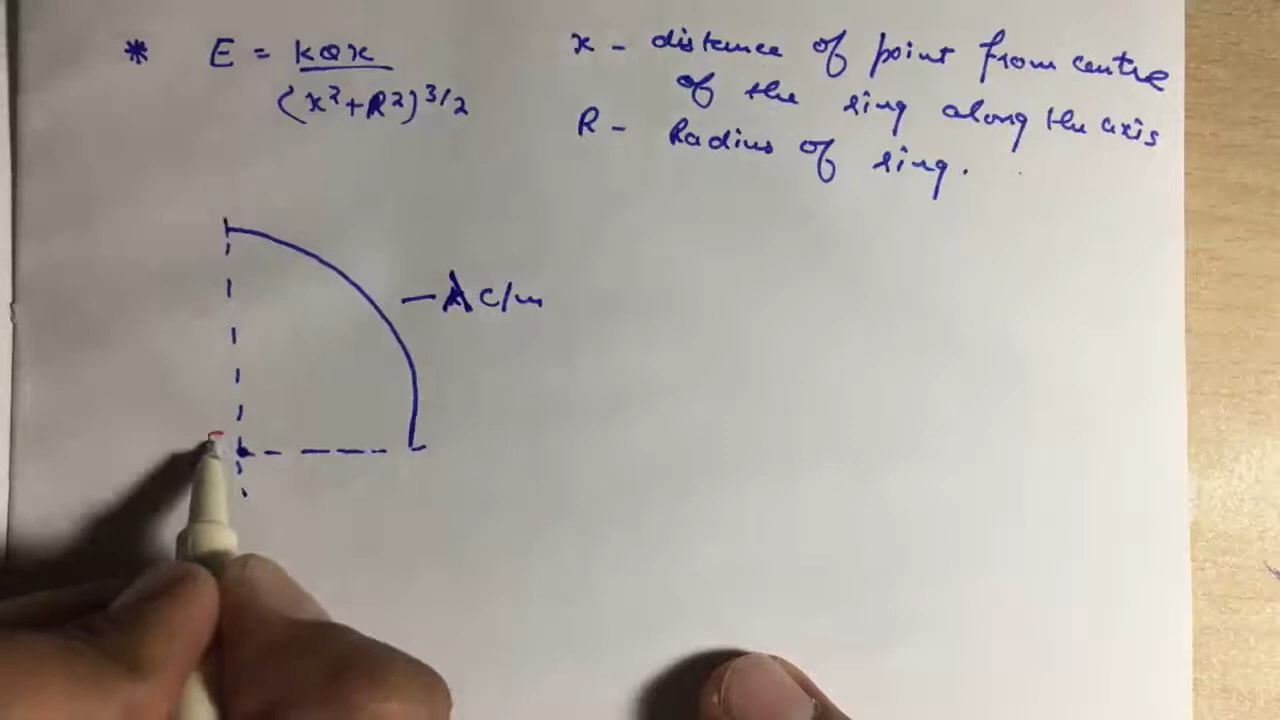 * E = kQx / (x²+R²)^3/2
x - distance of point from centre
of the ring along the axis
R - Radius of ring.
λ C/m